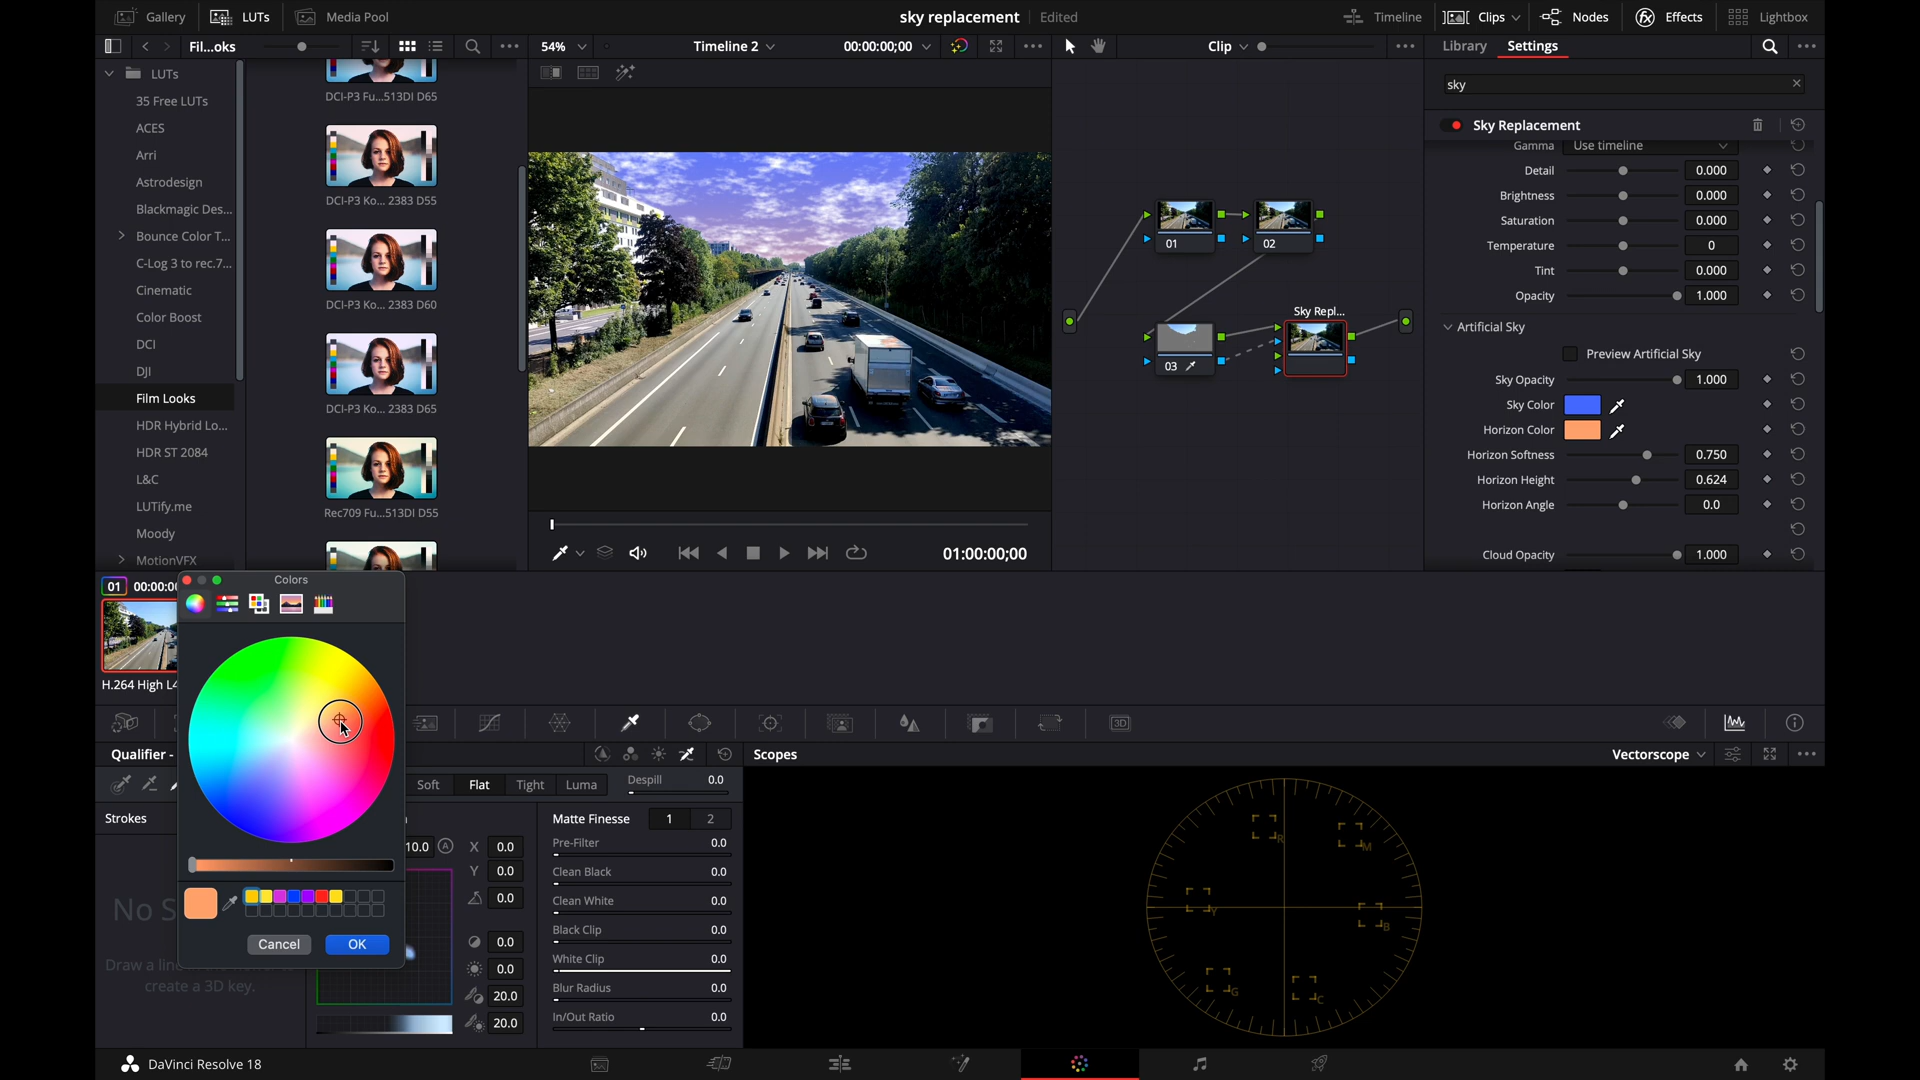 Gallery
LUTs
Media Pool
sky replacement
Edited
Timeline
Clips
Nodes
Effects
Lightbox
Fil...oks
54%
Timeline 2
00:00:00;00
Clip
Library
Settings
LUTs
35 Free LUTs
ACES
Arri
Astrodesign
Blackmagic Des...
Bounce Color T...
C-Log 3 to rec.7...
Cinematic
Color Boost
DCI
DJI
Film Looks
HDR Hybrid Lo...
HDR ST 2084
L&C
LUTify.me
Moody
MotionVFX
DCI-P3 Fu...513DI D65
DCI-P3 Ko... 2383 D55
DCI-P3 Ko... 2383 D60
DCI-P3 Ko... 2383 D65
Rec709 Fu...513DI D55
01:00:00;00
01
02
03
Sky Repl...
sky
Sky Replacement
Gamma Use timeline
Detail 0.000
Brightness 0.000
Saturation 0.000
Temperature 0
Tint 0.000
Opacity 1.000
Artificial Sky
Preview Artificial Sky
Sky Opacity 1.000
Sky Color
Horizon Color
Horizon Softness 0.750
Horizon Height 0.624
Horizon Angle 0.0
Cloud Opacity 1.000
01 00:00:0
H.264 High L4
Colors
Cancel
OK
3D
Qualifier -
Strokes
No S
Draw a line
create a 3D key.
Soft
Flat
Tight
Luma
Despill 0.0
10.0
A
X 0.0
Y 0.0
0.0
0.0
0.0
20.0
20.0
Matte Finesse 1 2
Pre-Filter 0.0
Clean Black 0.0
Clean White 0.0
Black Clip 0.0
White Clip 0.0
Blur Radius 0.0
In/Out Ratio 0.0
Scopes
Vectorscope
R
M
Y
B
G
C
DaVinci Resolve 18